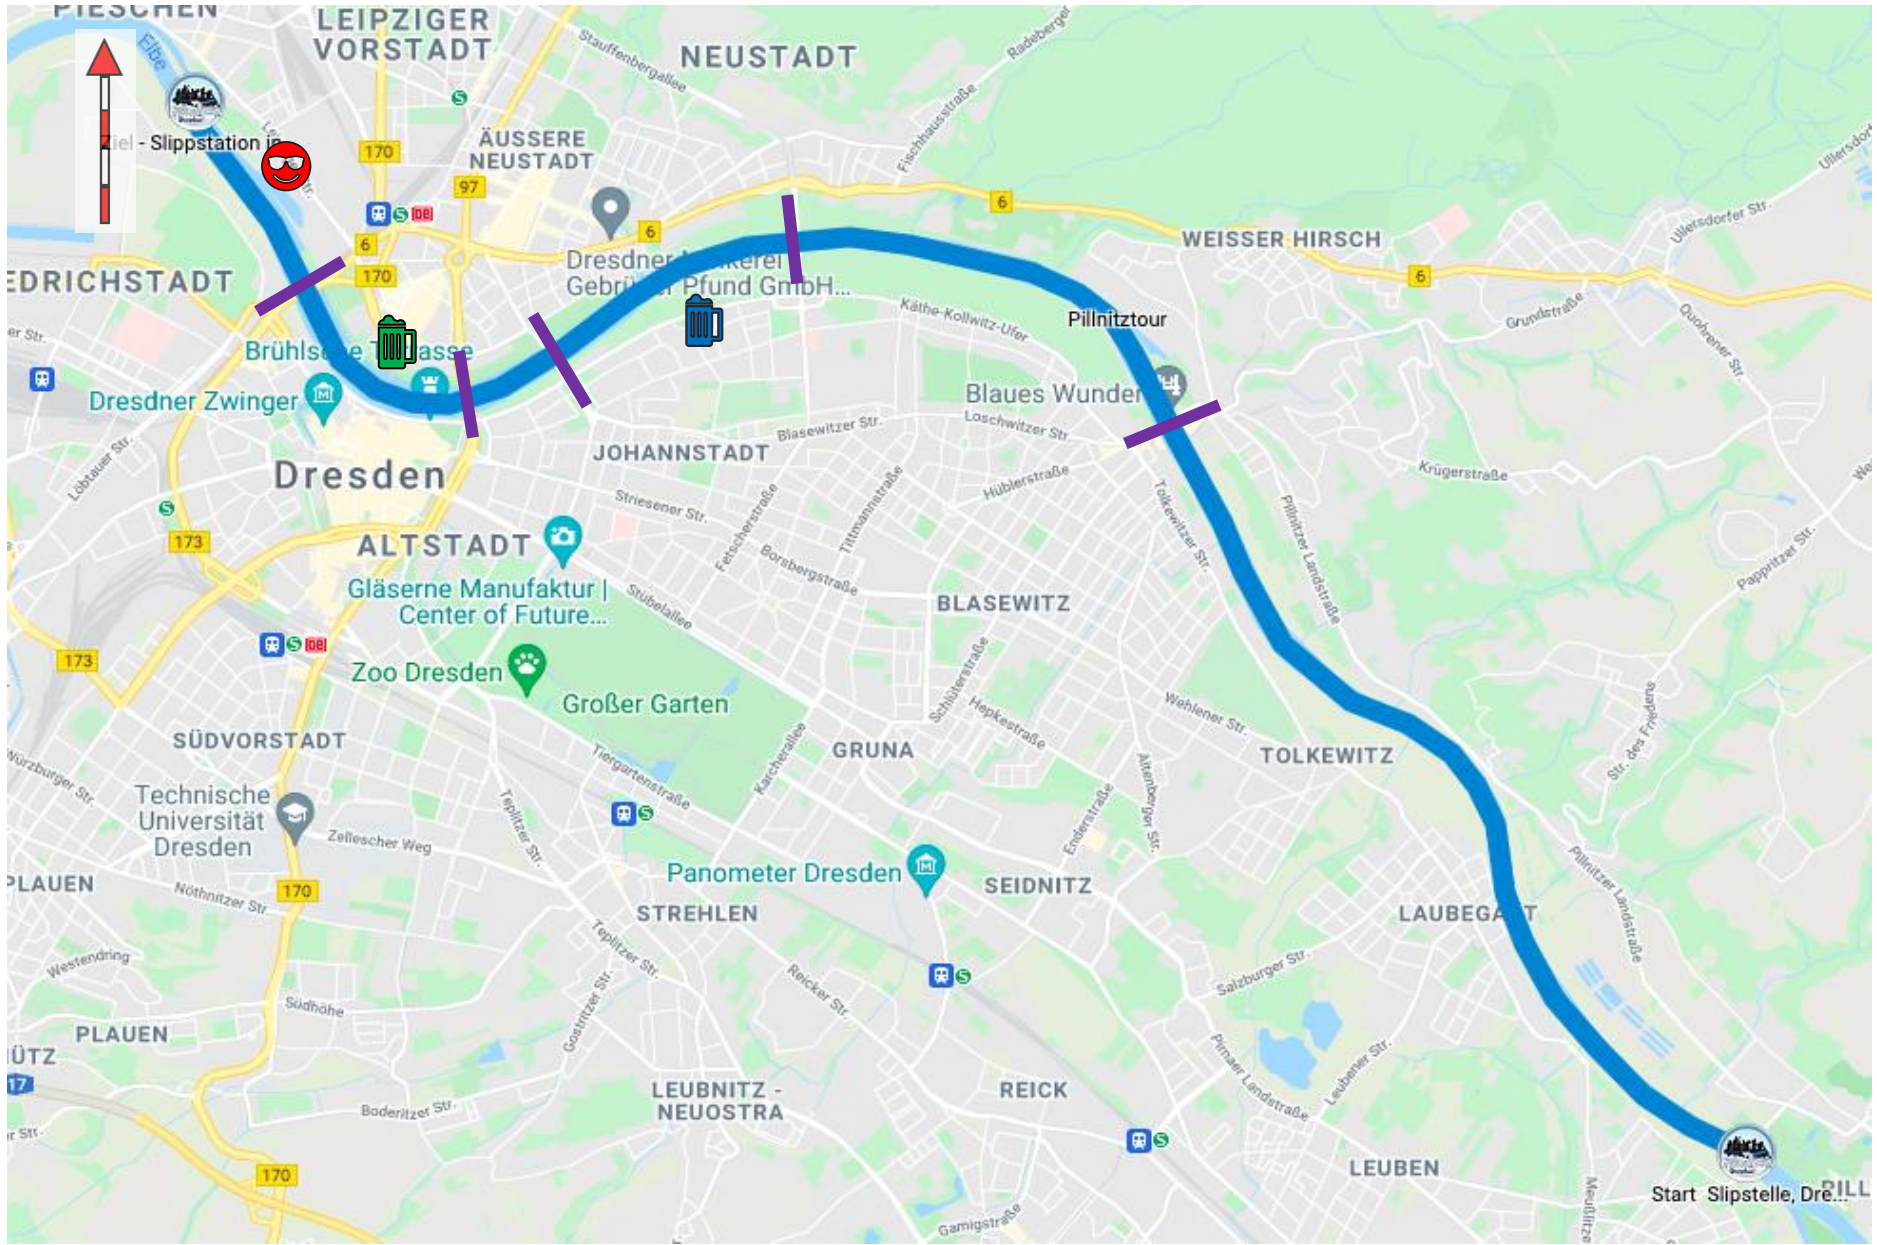 PIESCHEN
LEIPZIGER
VORSTADT
NEUSTADT
Stauffenbergallee
Radeberger
Elbe
S
Fischhausstraße
Ziel - Slippstation in
170
ÄUSSERE
NEUSTADT
97
S
DB
6
6
6
Ullersdorfer Str.
WEISSER HIRSCH
6
EDRICHSTADT
170
Gebrüder Pfund GmbH...
Käthe-Kollwitz-Ufer
Pillnitztour
Grundstraße
Quohrener Str.
er Str.
Dresdner Zwinger
Blaues Wunder
Loschwitzer Str.
Blasewitzer Str.
JOHANNSTADT
Löbtauer Str.
Dresden
Hüblerstraße
Krügerstraße
Striesener Str.
Fetscherstraße
Tittmannstraße
Tolkewitzer Str.
Pillnitzer Landstraße
S
173
ALTSTADT
Borsbergstraße
Pappritzer Str.
Gläserne Manufaktur |
Center of Future...
Stübelallee
BLASEWITZ
S
DB
173
Zoo Dresden
Großer Garten
Schlüterstraße
Hepkestraße
Wehlener Str.
Str. des Friedens
SÜDVORSTADT
GRUNA
TOLKEWITZ
Würzburger Str.
Tiergartenstraße
Karcherallee
Altenberger Str.
Enderstraße
Technische
Universität
Dresden
Teplitzer Str.
S
Zellescher Weg
Panometer Dresden
SEIDNITZ
PLAUEN
Nöthnitzer Str.
170
STREHLEN
Pillnitzer Landstraße
Teplitzer Str.
Westendring
Reicker Str.
S
Salzburger Str.
Südhöhe
Gostritzer Str.
PLAUEN
17
LEUBNITZ -
NEUOSTRA
REICK
Pirnaer Landstraße
Leubener Str.
Boderitzer Str.
S
170
LEUBEN
Start Slipstelle, Dre...
Gamigstraße